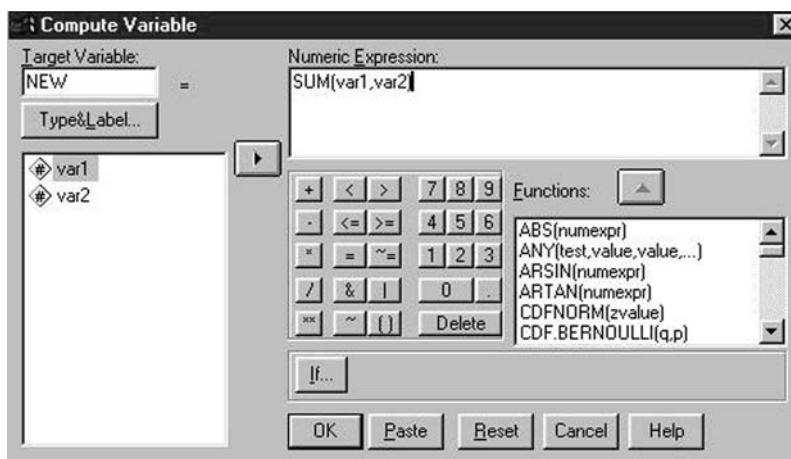 Compute Variable
Target Variable:
NEW
=
Type&Label...
var1
var2
Numeric Expression:
SUM(var1,var2)
+ < > 7 8 9
- <= >= 4 5 6
* = ~= 1 2 3
/ & | 0 .
** ~ () Delete
Functions:
ABS(numexpr)
ANY(test,value,value,...)
ARSIN(numexpr)
ARTAN(numexpr)
CDFNORM(zvalue)
CDF.BERNOULLI(q,p)
If...
OK Paste Reset Cancel Help